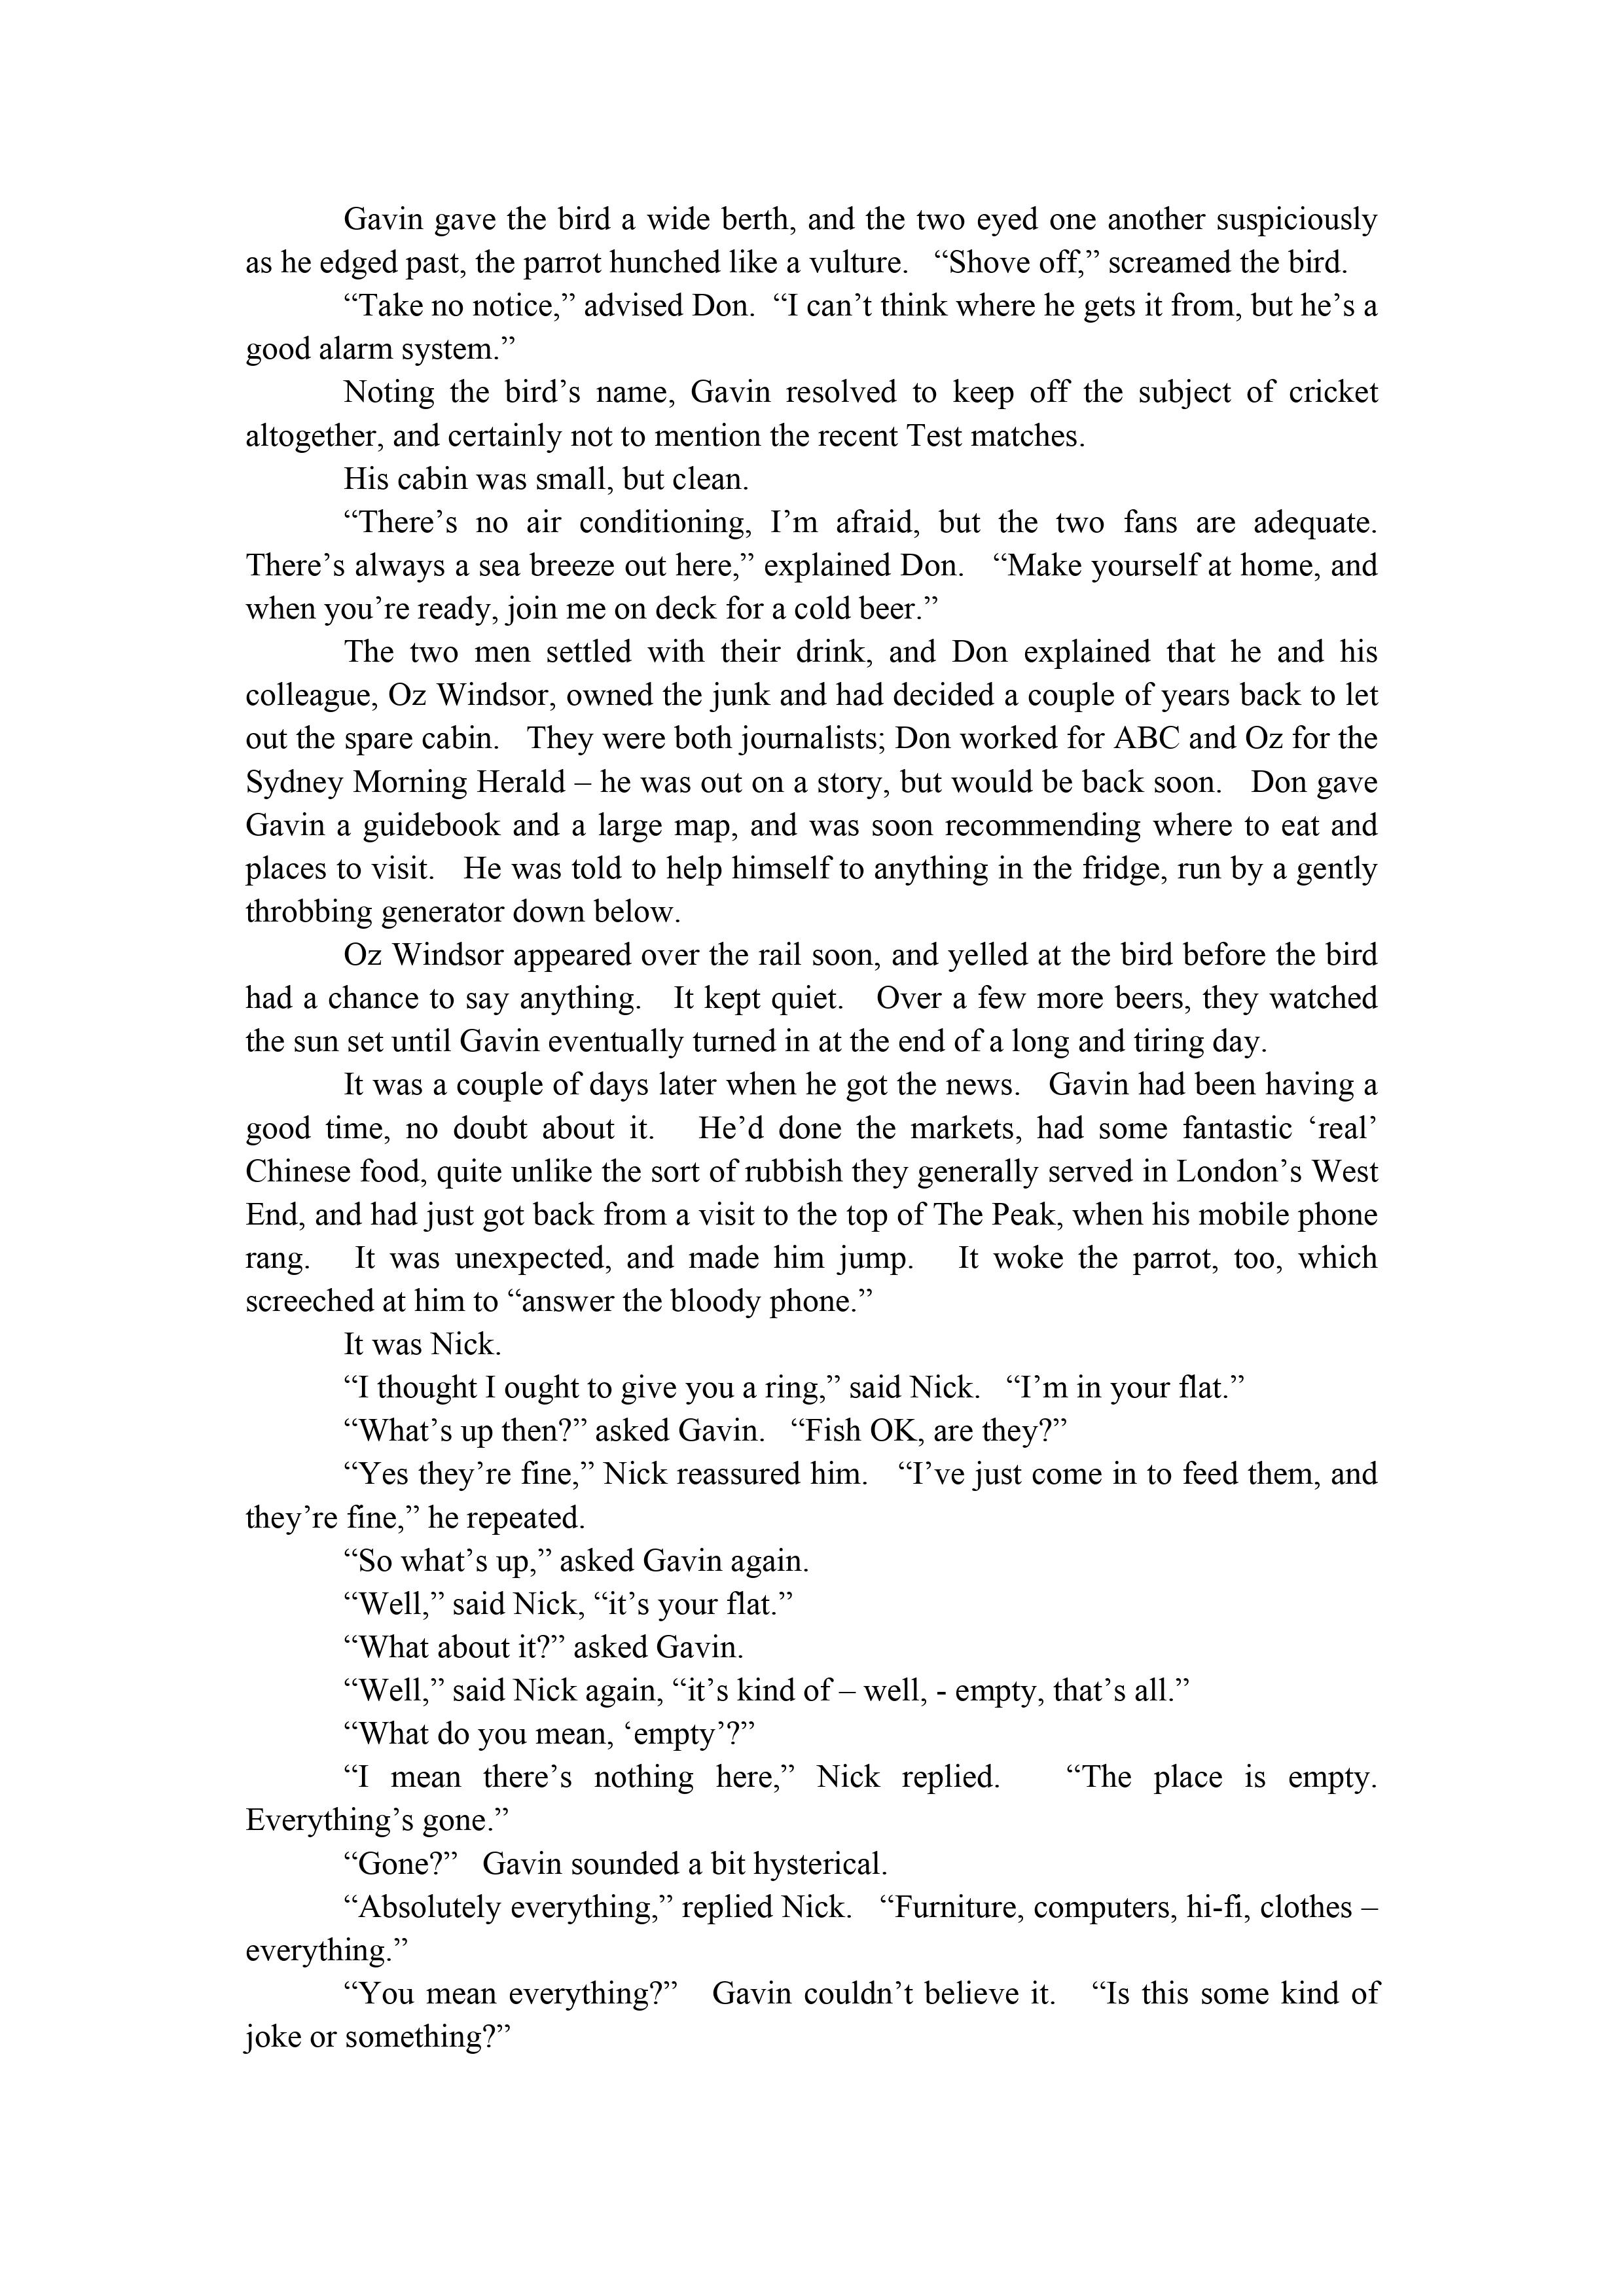 Gavin gave the bird a wide berth, and the two eyed one another suspiciously
as he edged past, the parrot hunched like a vulture.   “Shove off,” screamed the bird.
“Take no notice,” advised Don.  “I can’t think where he gets it from, but he’s a
good alarm system.”
Noting the bird’s name, Gavin resolved to keep off the subject of cricket
altogether, and certainly not to mention the recent Test matches.
His cabin was small, but clean.
“There’s no air conditioning, I’m afraid, but the two fans are adequate.
There’s always a sea breeze out here,” explained Don.   “Make yourself at home, and
when you’re ready, join me on deck for a cold beer.”
The two men settled with their drink, and Don explained that he and his
colleague, Oz Windsor, owned the junk and had decided a couple of years back to let
out the spare cabin.   They were both journalists; Don worked for ABC and Oz for the
Sydney Morning Herald – he was out on a story, but would be back soon.   Don gave
Gavin a guidebook and a large map, and was soon recommending where to eat and
places to visit.   He was told to help himself to anything in the fridge, run by a gently
throbbing generator down below.
Oz Windsor appeared over the rail soon, and yelled at the bird before the bird
had a chance to say anything.   It kept quiet.   Over a few more beers, they watched
the sun set until Gavin eventually turned in at the end of a long and tiring day.
It was a couple of days later when he got the news.   Gavin had been having a
good time, no doubt about it.   He’d done the markets, had some fantastic ‘real’
Chinese food, quite unlike the sort of rubbish they generally served in London’s West
End, and had just got back from a visit to the top of The Peak, when his mobile phone
rang.   It was unexpected, and made him jump.   It woke the parrot, too, which
screeched at him to “answer the bloody phone.”
It was Nick.
“I thought I ought to give you a ring,” said Nick.   “I’m in your flat.”
“What’s up then?” asked Gavin.   “Fish OK, are they?”
“Yes they’re fine,” Nick reassured him.   “I’ve just come in to feed them, and
they’re fine,” he repeated.
“So what’s up,” asked Gavin again.
“Well,” said Nick, “it’s your flat.”
“What about it?” asked Gavin.
“Well,” said Nick again, “it’s kind of – well, - empty, that’s all.”
“What do you mean, ‘empty’?”
“I mean there’s nothing here,” Nick replied.   “The place is empty.
Everything’s gone.”
“Gone?”   Gavin sounded a bit hysterical.
“Absolutely everything,” replied Nick.   “Furniture, computers, hi-fi, clothes –
everything.”
“You mean everything?”   Gavin couldn’t believe it.   “Is this some kind of
joke or something?”